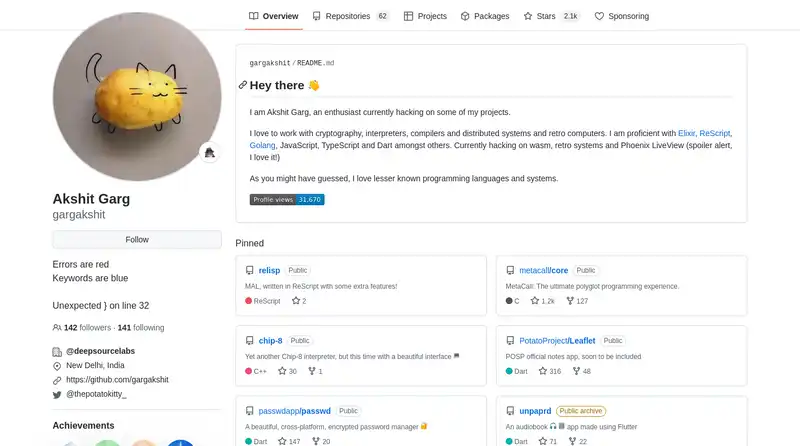 Overview
Repositories 62
Projects
Packages
Stars 2.1k
Sponsoring
gargakshit/README.md
Hey there 👋
I am Akshit Garg, an enthusiast currently hacking on some of my projects.
I love to work with cryptography, interpreters, compilers and distributed systems and retro computers. I am proficient with Elixir, ReScript,
Golang, JavaScript, TypeScript and Dart amongst others. Currently hacking on wasm, retro systems and Phoenix LiveView (spoiler alert,
I love it!)
As you might have guessed, I love lesser known programming languages and systems.
Profile views 31,670
Akshit Garg
gargakshit
Follow
Errors are red
Keywords are blue
Unexpected } on line 32
142 followers · 141 following
@deepsourcelabs
New Delhi, India
https://github.com/gargakshit
@thepotatokitty_
Achievements
Pinned
relisp Public
MAL, written in ReScript with some extra features!
ReScript 2
metacall/core Public
MetaCall: The ultimate polyglot programming experience.
C 1.2k 127
chip-8 Public
Yet another Chip-8 interpreter, but this time with a beautiful interface
C++ 30 1
PotatoProject/Leaflet Public
POSP official notes app, soon to be included
Dart 316 48
passwdapp/passwd Public
A beautiful, cross-platform, encrypted password manager 🔐
Dart 147 20
unpaprd Public archive
An audiobook 🎧 📕 app made using Flutter
Dart 71 22